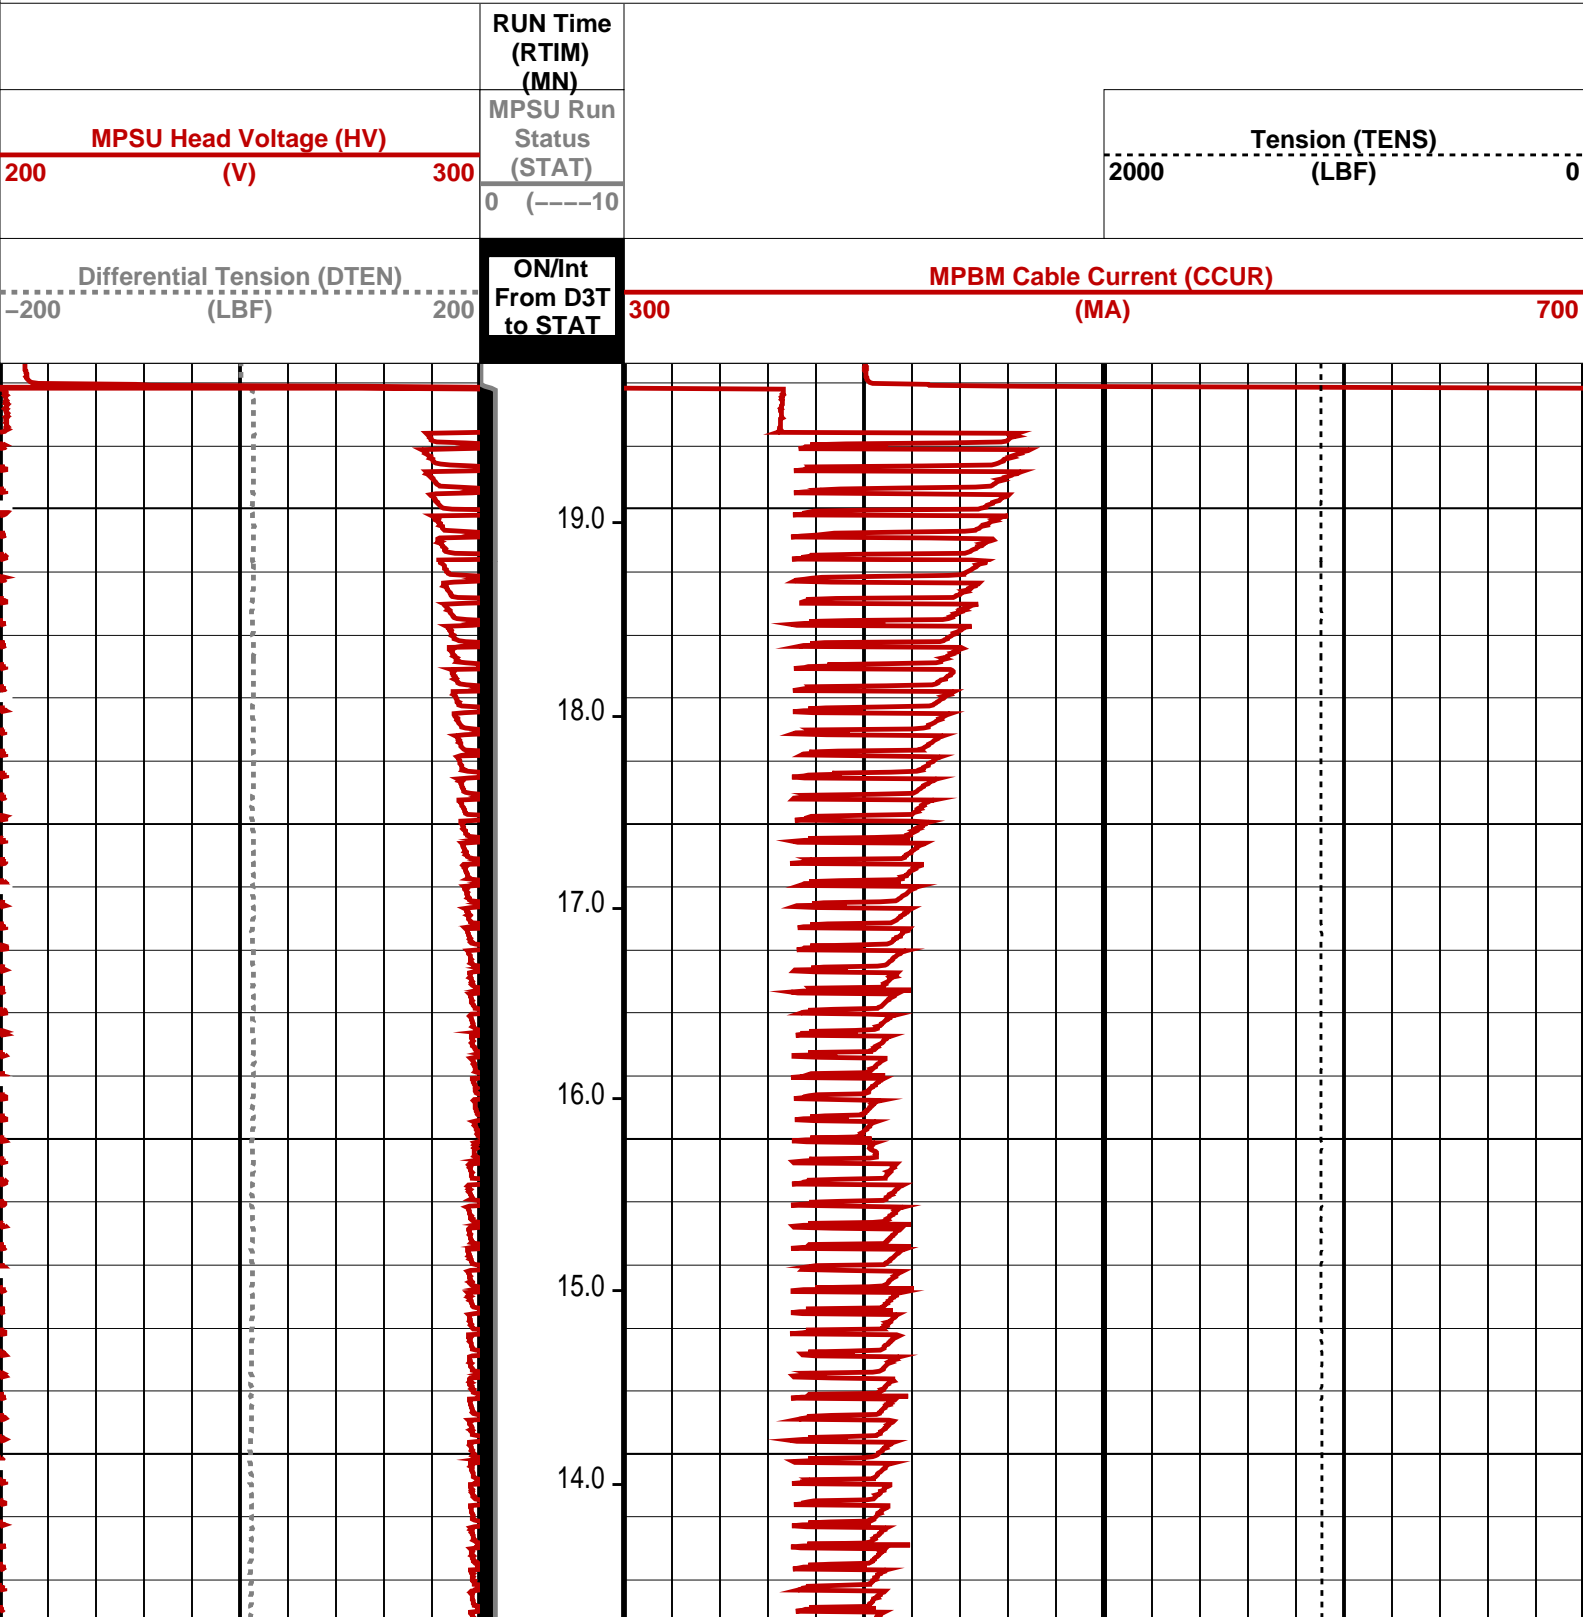 RUN Time
(RTIM)
(MN)
MPSU Run
Status
(STAT)
0 (----10
MPSU Head Voltage (HV)
200 (V) 300
Tension (TENS)
2000 (LBF) 0
Differential Tension (DTEN)
-200 (LBF) 200
ON/Int
From D3T
to STAT
MPBM Cable Current (CCUR)
300 (MA) 700
19.0
18.0
17.0
16.0
15.0
14.0